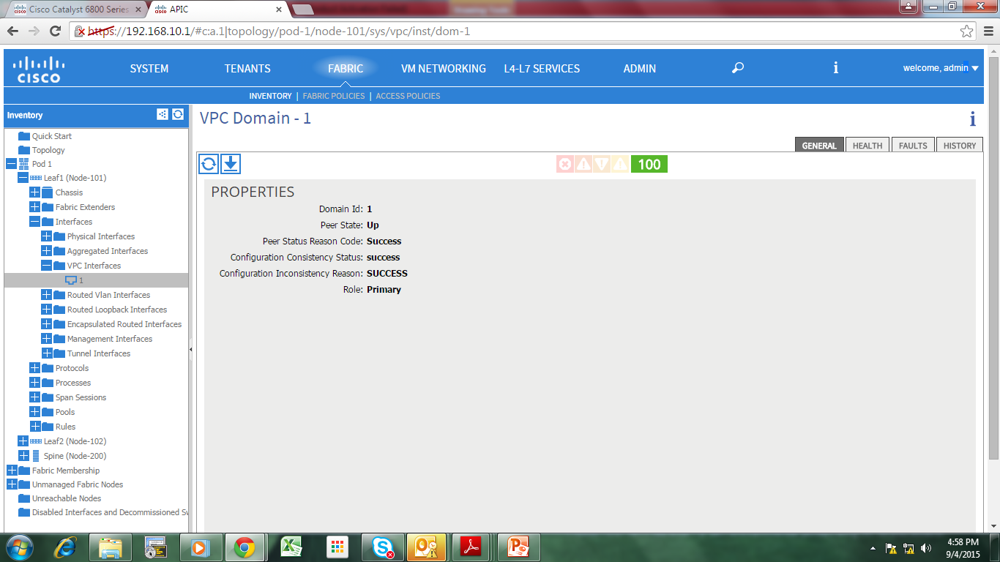 Cisco Catalyst 6800 Series
APIC
https://192.168.10.1/#c:a.1|topology/pod-1/node-101/sys/vpc/inst/dom-1
CISCO
SYSTEM
TENANTS
FABRIC
VM NETWORKING
L4-L7 SERVICES
ADMIN
i
welcome, admin
INVENTORY | FABRIC POLICIES | ACCESS POLICIES
Inventory
Quick Start
Topology
Pod 1
Leaf1 (Node-101)
Chassis
Fabric Extenders
Interfaces
Physical Interfaces
Aggregated Interfaces
VPC Interfaces
1
Routed Vlan Interfaces
Routed Loopback Interfaces
Encapsulated Routed Interfaces
Management Interfaces
Tunnel Interfaces
Protocols
Processes
Span Sessions
Pools
Rules
Leaf2 (Node-102)
Spine (Node-200)
Fabric Membership
Unmanaged Fabric Nodes
Unreachable Nodes
Disabled Interfaces and Decommissioned Sw
VPC Domain - 1
i
GENERAL
HEALTH
FAULTS
HISTORY
100
PROPERTIES
Domain Id: 1
Peer State: Up
Peer Status Reason Code: Success
Configuration Consistency Status: success
Configuration Inconsistency Reason: SUCCESS
Role: Primary
4:58 PM
9/4/2015